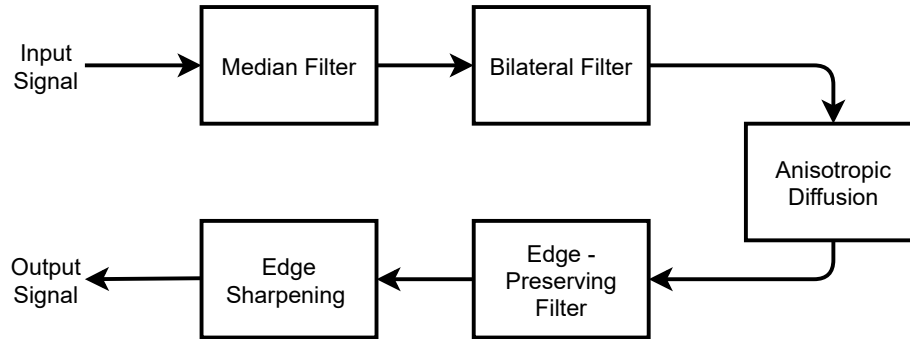 Input
Signal
Median Filter
Bilateral Filter
Anisotropic
Diffusion
Edge -
Preserving
Filter
Edge
Sharpening
Output
Signal